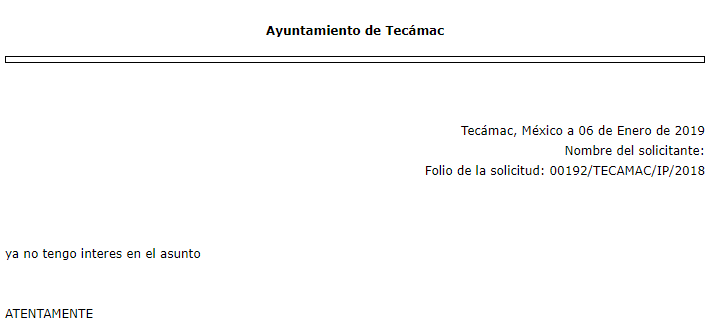 Ayuntamiento de Tecámac
Tecámac, México a 06 de Enero de 2019
Nombre del solicitante:
Folio de la solicitud: 00192/TECAMAC/IP/2018
ya no tengo interes en el asunto
ATENTAMENTE